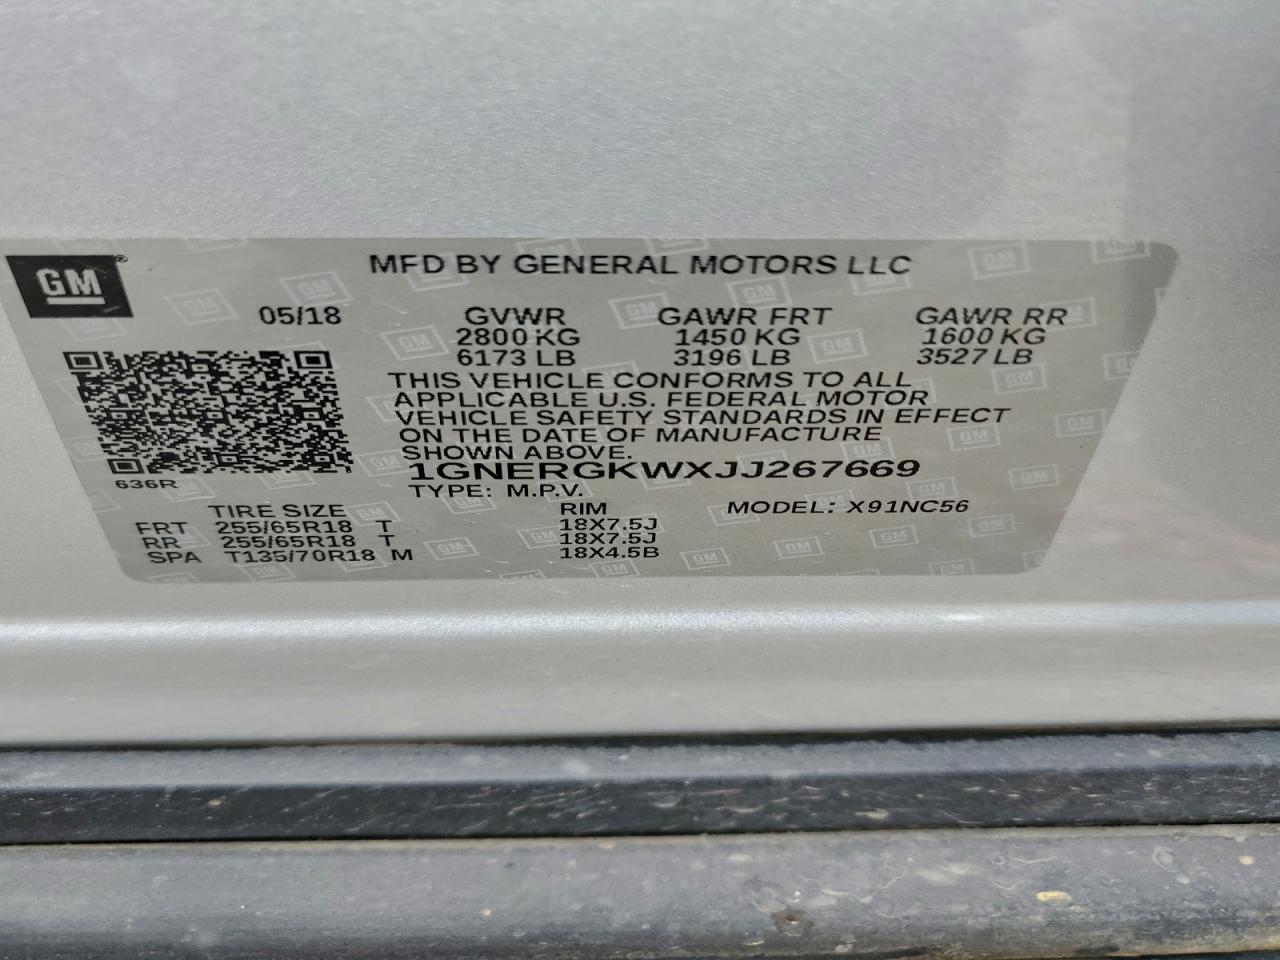 GM
MFD BY GENERAL MOTORS LLC
05/18 GVWR GAWR FRT GAWR RR
2800 KG 1450 KG 1600 KG
6173 LB 3196 LB 3527 LB
THIS VEHICLE CONFORMS TO ALL
APPLICABLE U.S. FEDERAL MOTOR
VEHICLE SAFETY STANDARDS IN EFFECT
ON THE DATE OF MANUFACTURE
SHOWN ABOVE.
1GNERGKWXJJ267669
636R
TYPE: M.P.V.
TIRE SIZE RIM MODEL: X91NC56
FRT 255/65R18 T 18X7.5J
RR 255/65R18 T 18X7.5J
SPA T135/70R18 M 18X4.5B